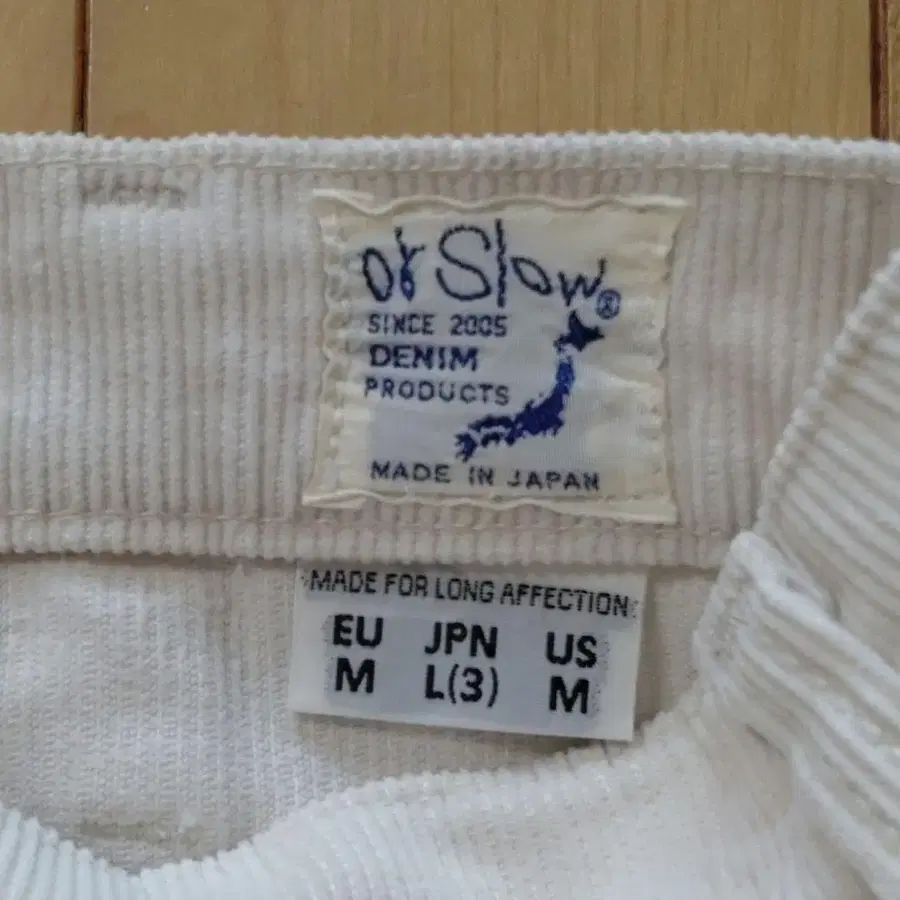 orSlow®
SINCE 2005
DENIM
PRODUCTS
MADE IN JAPAN
MADE FOR LONG AFFECTION
EU JPN US
M L(3) M